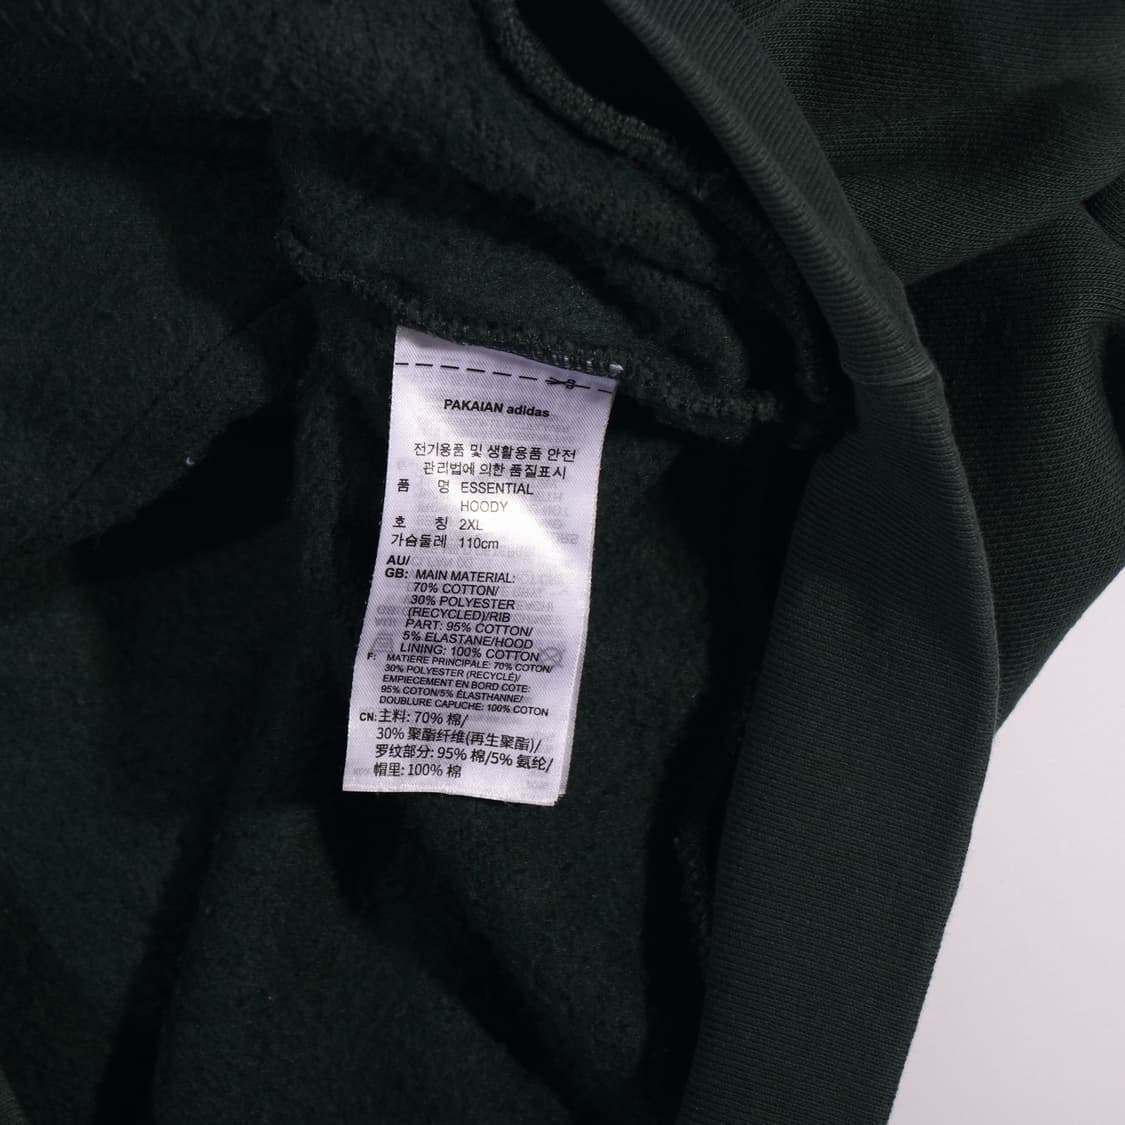 PAKAIAN adidas
전기용품 및 생활용품 안전
관리법에 의한 품질표시
품 명 ESSENTIAL
HOODY
호 칭 2XL
가슴둘레 110cm
AU/
GB: MAIN MATERIAL:
70% COTTON/
30% POLYESTER
(RECYCLED)/RIB
PART: 95% COTTON/
5% ELASTANE/HOOD
LINING: 100% COTTON
F: MATIÈRE PRINCIPALE: 70% COTON/
30% POLYESTER (RECYCLÉ)/
EMPIECEMENT EN BORD CÔTE:
95% COTON/5% ÉLASTHANNE/
DOUBLURE CAPUCHE: 100% COTON
CN: 主料: 70% 棉/
30% 聚酯纤维(再生聚酯)/
罗纹部分: 95% 棉/5% 氨纶/
帽里: 100% 棉